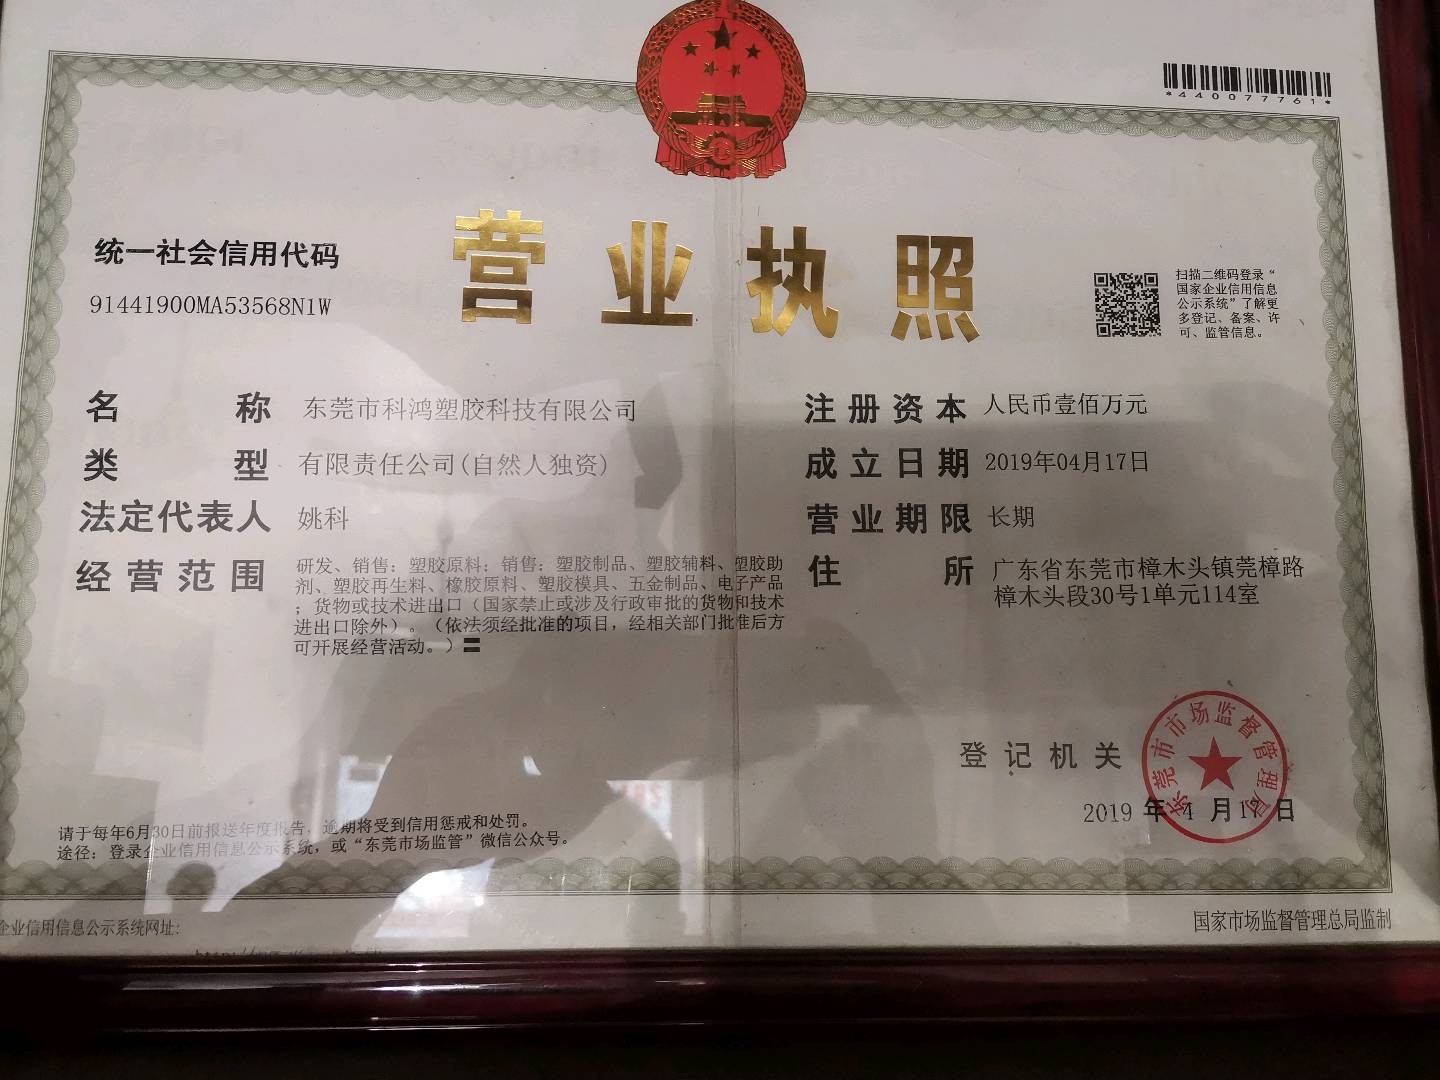 *440077761*
营业执照
统一社会信用代码
91441900MA53568N1W
扫描二维码登录“
国家企业信用信息
公示系统”了解更
多登记、备案、许
可、监管信息。
名 称 东莞市科鸿塑胶科技有限公司
类 型 有限责任公司(自然人独资)
法定代表人 姚科
经营范围 研发、销售：塑胶原料；销售：塑胶制品、塑胶辅料、塑胶助
剂、塑胶再生料、橡胶原料、塑胶模具、五金制品、电子产品
；货物或技术进出口（国家禁止或涉及行政审批的货物和技术
进出口除外）。（依法须经批准的项目，经相关部门批准后方
可开展经营活动。）〓
注册资本 人民币壹佰万元
成立日期 2019年04月17日
营业期限 长期
住 所 广东省东莞市樟木头镇莞樟路
樟木头段30号1单元114室
登记机关
东莞市市场监督管理局
2019 年 4 月 17 日
请于每年6月30日前报送年度报告，逾期将受到信用惩戒和处罚。
途径：登录企业信用信息公示系统，或“东莞市场监管”微信公众号。
企业信用信息公示系统网址：
国家市场监督管理总局监制